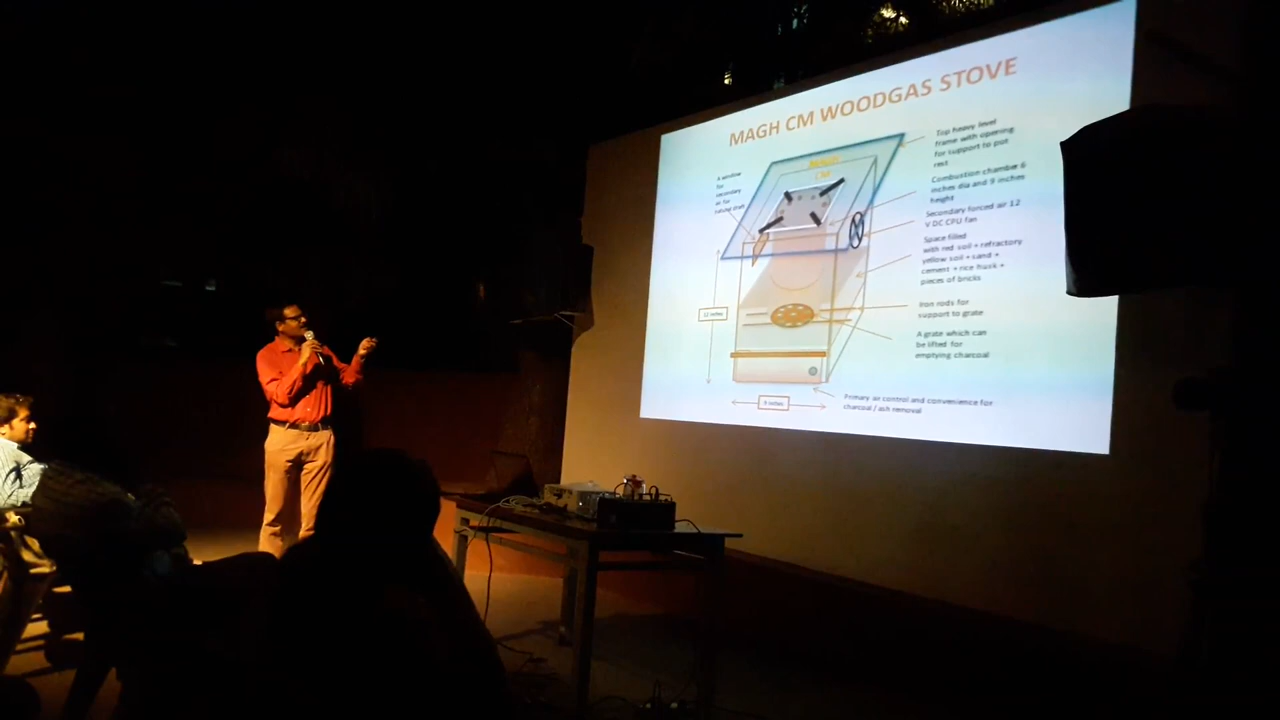 MAGH CM WOODGAS STOVE
Top heavy level
frame with opening
for support to put
rest
A window
for
secondary
air for
natural draft
Combustion chamber 6
inches dia and 9 inches
height
Secondary forced air 12
V DC CPU fan
Space filled
with red soil + refractory
yellow soil + sand +
cement + rice husk +
pieces of bricks
12 inches
Iron rods for
support to grate
A grate which can
be lifted for
emptying charcoal
9 inches
Primary air control and convenience for
charcoal / ash removal